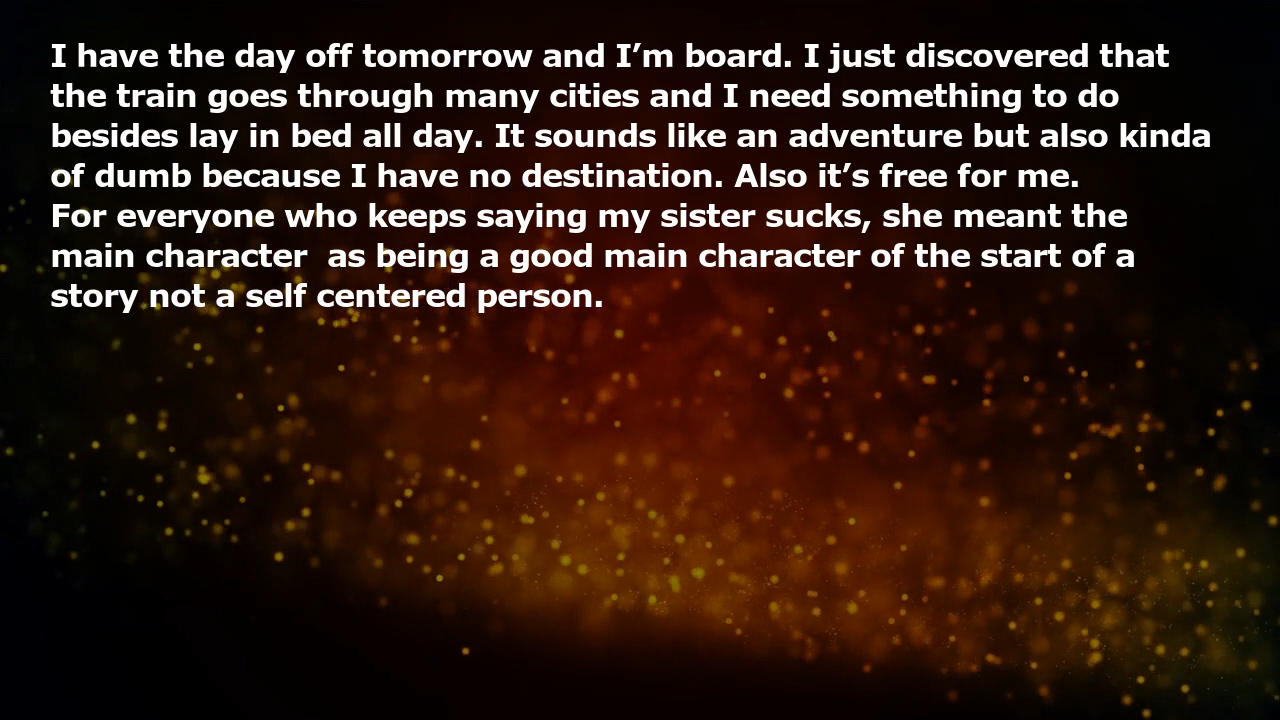 I have the day off tomorrow and I’m board. I just discovered that
the train goes through many cities and I need something to do
besides lay in bed all day. It sounds like an adventure but also kinda
of dumb because I have no destination. Also it’s free for me.
For everyone who keeps saying my sister sucks, she meant the
main character  as being a good main character of the start of a
story not a self centered person.